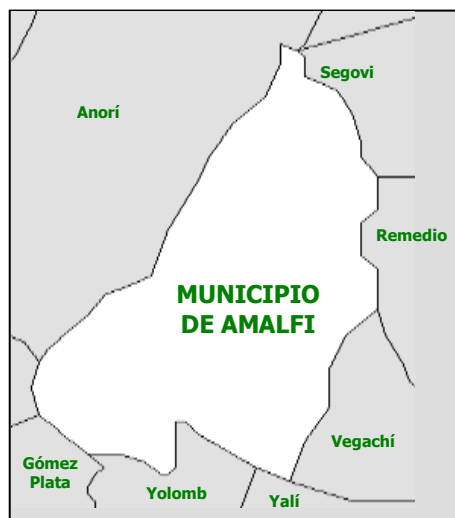 Segovi
Anorí
Remedio
MUNICIPIO
DE AMALFI
Vegachí
Gómez
Plata
Yolomb
Yalí